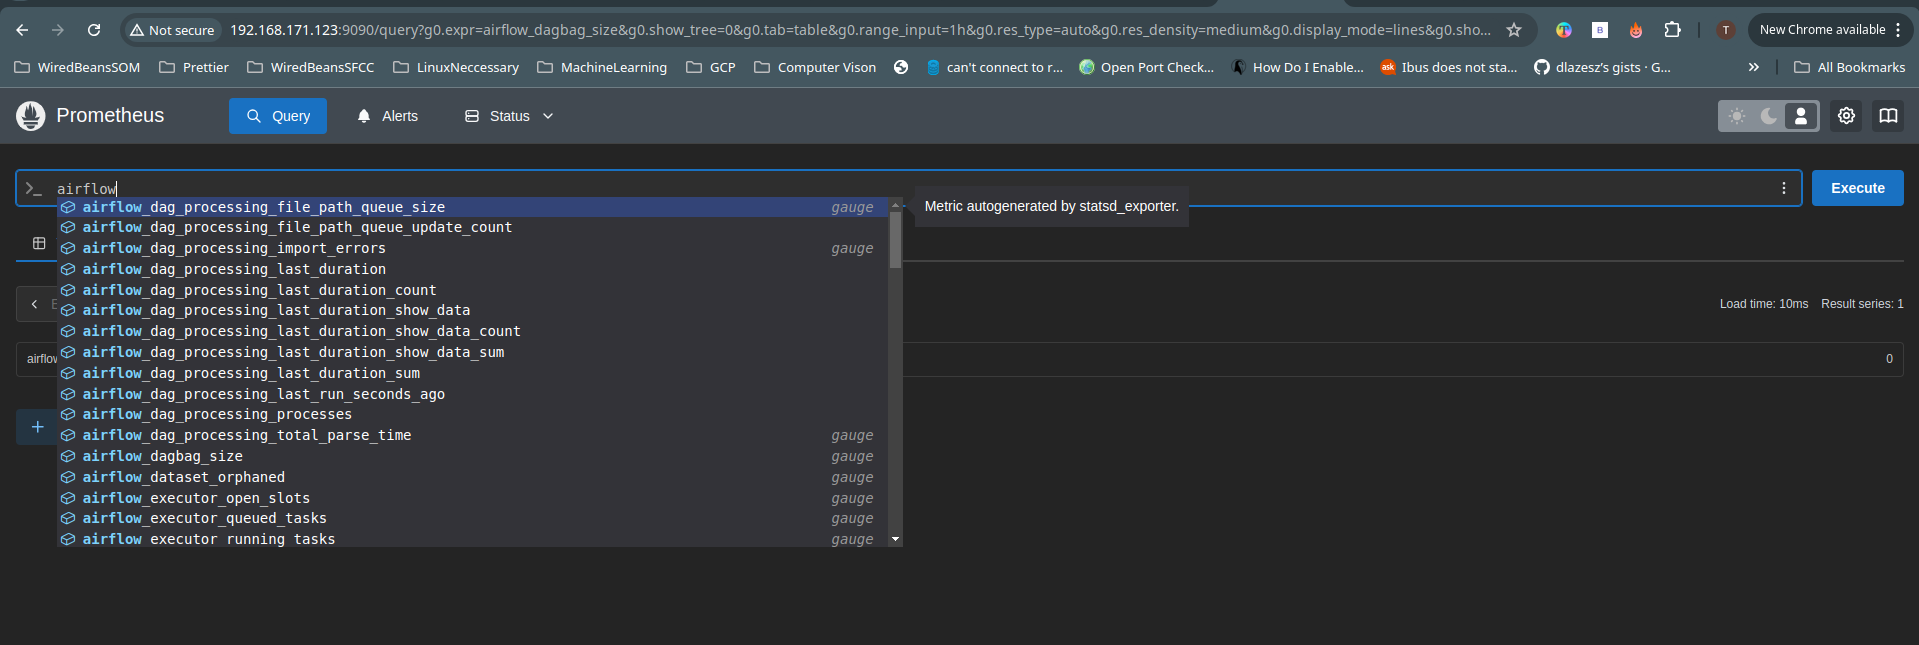 Not secure 192.168.171.123:9090/query?g0.expr=airflow_dagbag_size&g0.show_tree=0&g0.tab=table&g0.range_input=1h&g0.res_type=auto&g0.res_density=medium&g0.display_mode=lines&g0.sho... T New Chrome available
WiredBeansSOM Prettier WiredBeansSFCC LinuxNeccessary MachineLearning GCP Computer Vison can't connect to r... Open Port Check... How Do I Enable... ask Ibus does not sta... dlazesz's gists · G... » All Bookmarks
Prometheus Query Alerts Status
>_ airflow Execute
airflow_dag_processing_file_path_queue_size gauge Metric autogenerated by statsd_exporter.
airflow_dag_processing_file_path_queue_update_count
airflow_dag_processing_import_errors gauge
airflow_dag_processing_last_duration
airflow_dag_processing_last_duration_count
Load time: 10ms Result series: 1
airflow_dag_processing_last_duration_show_data
airflow_dag_processing_last_duration_show_data_count
airflow_dag_processing_last_duration_show_data_sum
airflow 0
airflow_dag_processing_last_duration_sum
airflow_dag_processing_last_run_seconds_ago
airflow_dag_processing_processes
airflow_dag_processing_total_parse_time gauge
airflow_dagbag_size gauge
airflow_dataset_orphaned gauge
airflow_executor_open_slots gauge
airflow_executor_queued_tasks gauge
airflow_executor_running_tasks gauge